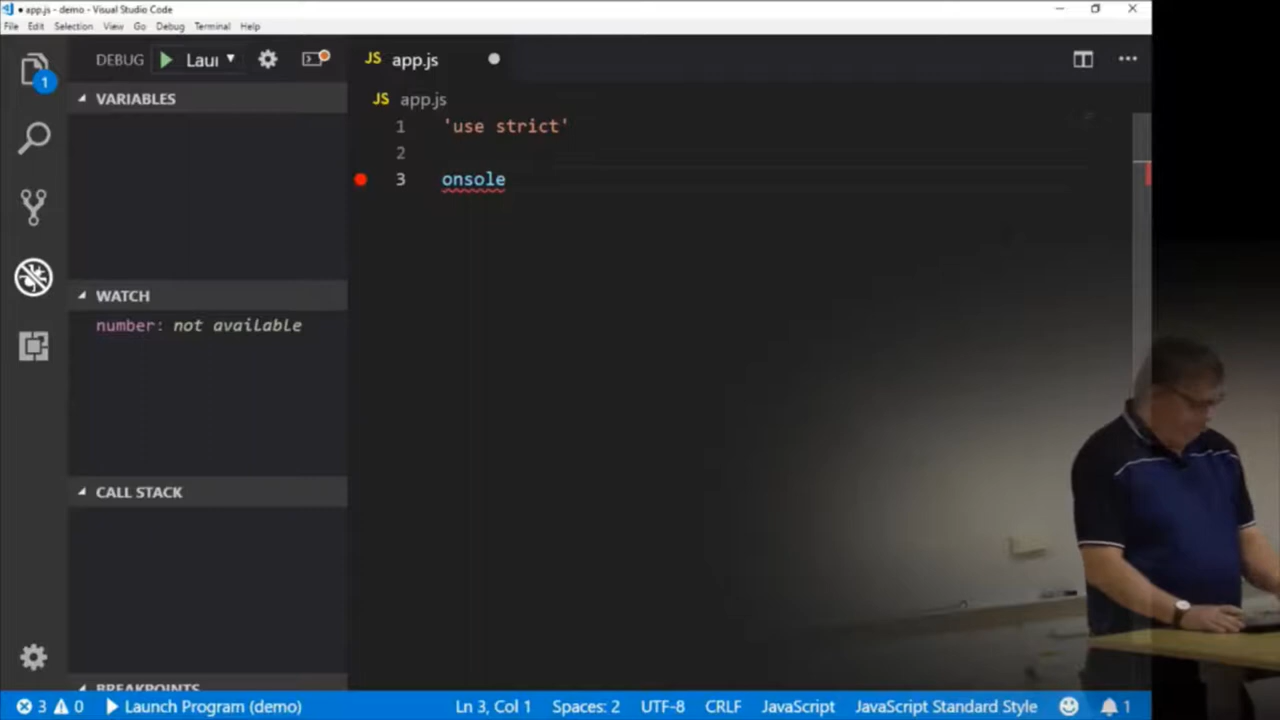 ● app.js - demo - Visual Studio Code
File Edit Selection View Go Debug Terminal Help
DEBUG Laui
JS app.js
1
VARIABLES
JS app.js
1 'use strict'
2
3 onsole
WATCH
number: not available
CALL STACK
BREAKPOINTS
3 0 Launch Program (demo) Ln 3, Col 1 Spaces: 2 UTF-8 CRLF JavaScript JavaScript Standard Style 1